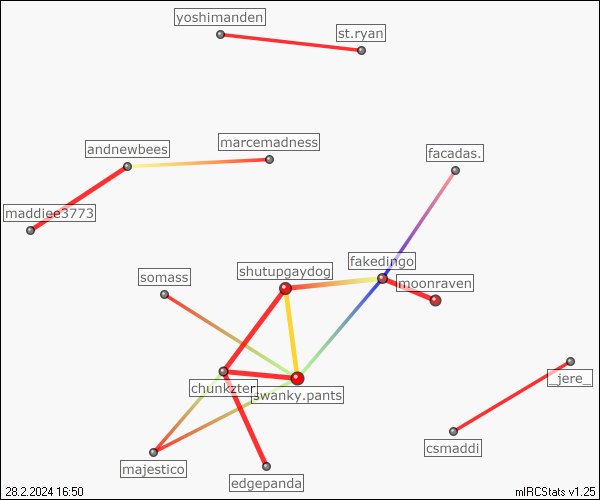 yoshimanden
st.ryan
marcemadness
andnewbees
facadas.
maddiee3773
fakedingo
shutupgaydog
somass
moonraven
_jere_
chunkzter
swanky.pants
csmaddi
majestico
edgepanda
28.2.2024 16:50
mIRCStats v1.25